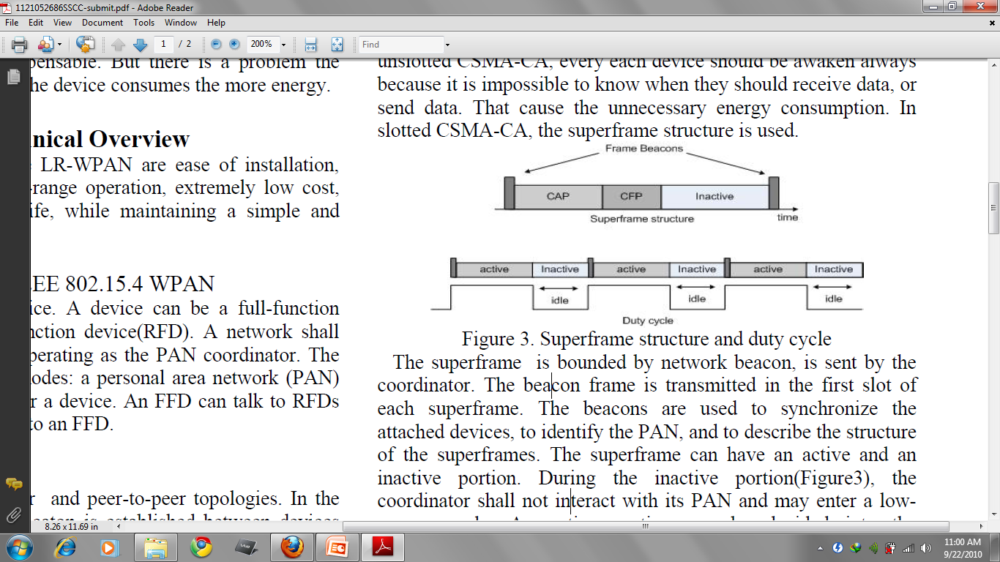 1121052686SSCC-submit.pdf - Adobe Reader
File Edit View Document Tools Window Help
1 / 2 200% Find
pensable. But there is a problem the
he device consumes the more energy.
nical Overview
LR-WPAN are ease of installation,
-range operation, extremely low cost,
ife, while maintaining a simple and
EE 802.15.4 WPAN
ice. A device can be a full-function
nction device(RFD). A network shall
perating as the PAN coordinator. The
odes: a personal area network (PAN)
r a device. An FFD can talk to RFDs
to an FFD.
r and peer-to-peer topologies. In the
unslotted CSMA-CA, every each device should be awaken always
because it is impossible to know when they should receive data, or
send data. That cause the unnecessary energy consumption. In
slotted CSMA-CA, the superframe structure is used.
Frame Beacons
CAP CFP Inactive
Superframe structure time
active Inactive active Inactive active Inactive
idle idle idle
Duty cycle
Figure 3. Superframe structure and duty cycle
The superframe is bounded by network beacon, is sent by the
coordinator. The beacon frame is transmitted in the first slot of
each superframe. The beacons are used to synchronize the
attached devices, to identify the PAN, and to describe the structure
of the superframes. The superframe can have an active and an
inactive portion. During the inactive portion(Figure3), the
coordinator shall not interact with its PAN and may enter a low-
8.26 x 11.69 in
11:00 AM
9/22/2010